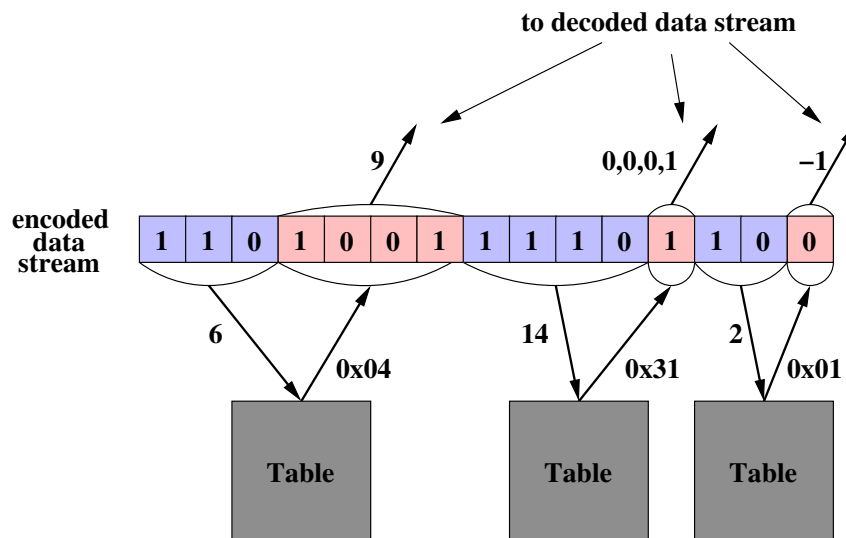 to decoded data stream
9
0,0,0,1
−1
encoded
data
stream
1 1 0 1 0 0 1 1 1 1 0 1 1 0 0
6
0x04
14
0x31
2
0x01
Table
Table
Table